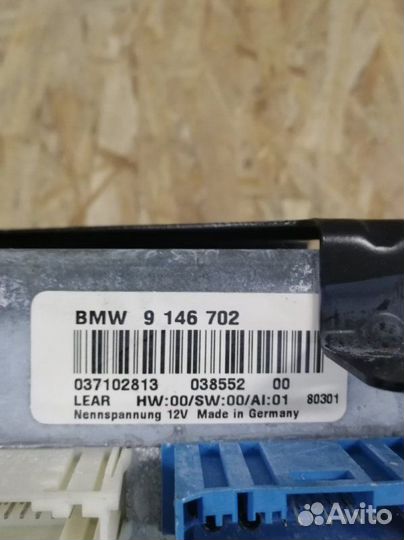 BMW 9 146 702
037102813 038552 00
LEAR HW:00/SW:00/AI:01 80301
Nennspannung 12V Made in Germany
Avito